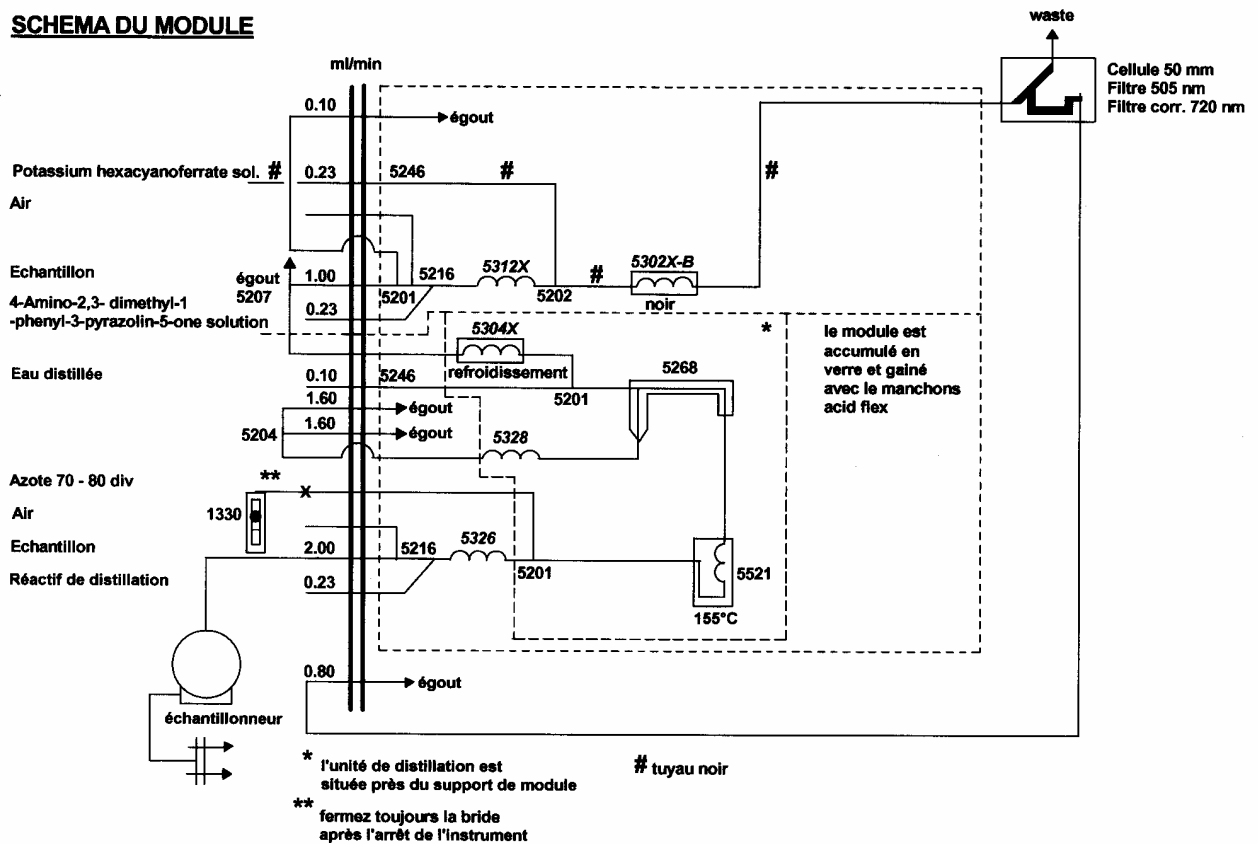 SCHEMA DU MODULE
waste
ml/min
Cellule 50 mm
Filtre 505 nm
Filtre corr. 720 nm
0.10
égout
Potassium hexacyanoferrate sol. #
0.23
5246
#
#
Air
Echantillon
égout
5207
1.00
5201
5216
5312X
5202
#
5302X-B
noir
4-Amino-2,3- dimethyl-1
-phenyl-3-pyrazolin-5-one solution
0.23
5304X
refroidissement
*
le module est
accumulé en
verre et gainé
avec le manchons
acid flex
Eau distillée
0.10
5246
5201
5268
1.60
égout
1.60
égout
5204
5328
Azote 70 - 80 div
**
x
1330
Air
Echantillon
2.00
5216
5326
5201
5521
155°C
Réactif de distillation
0.23
0.80
égout
échantillonneur
* l'unité de distillation est
située près du support de module
# tuyau noir
** fermez toujours la bride
après l'arrêt de l'instrument